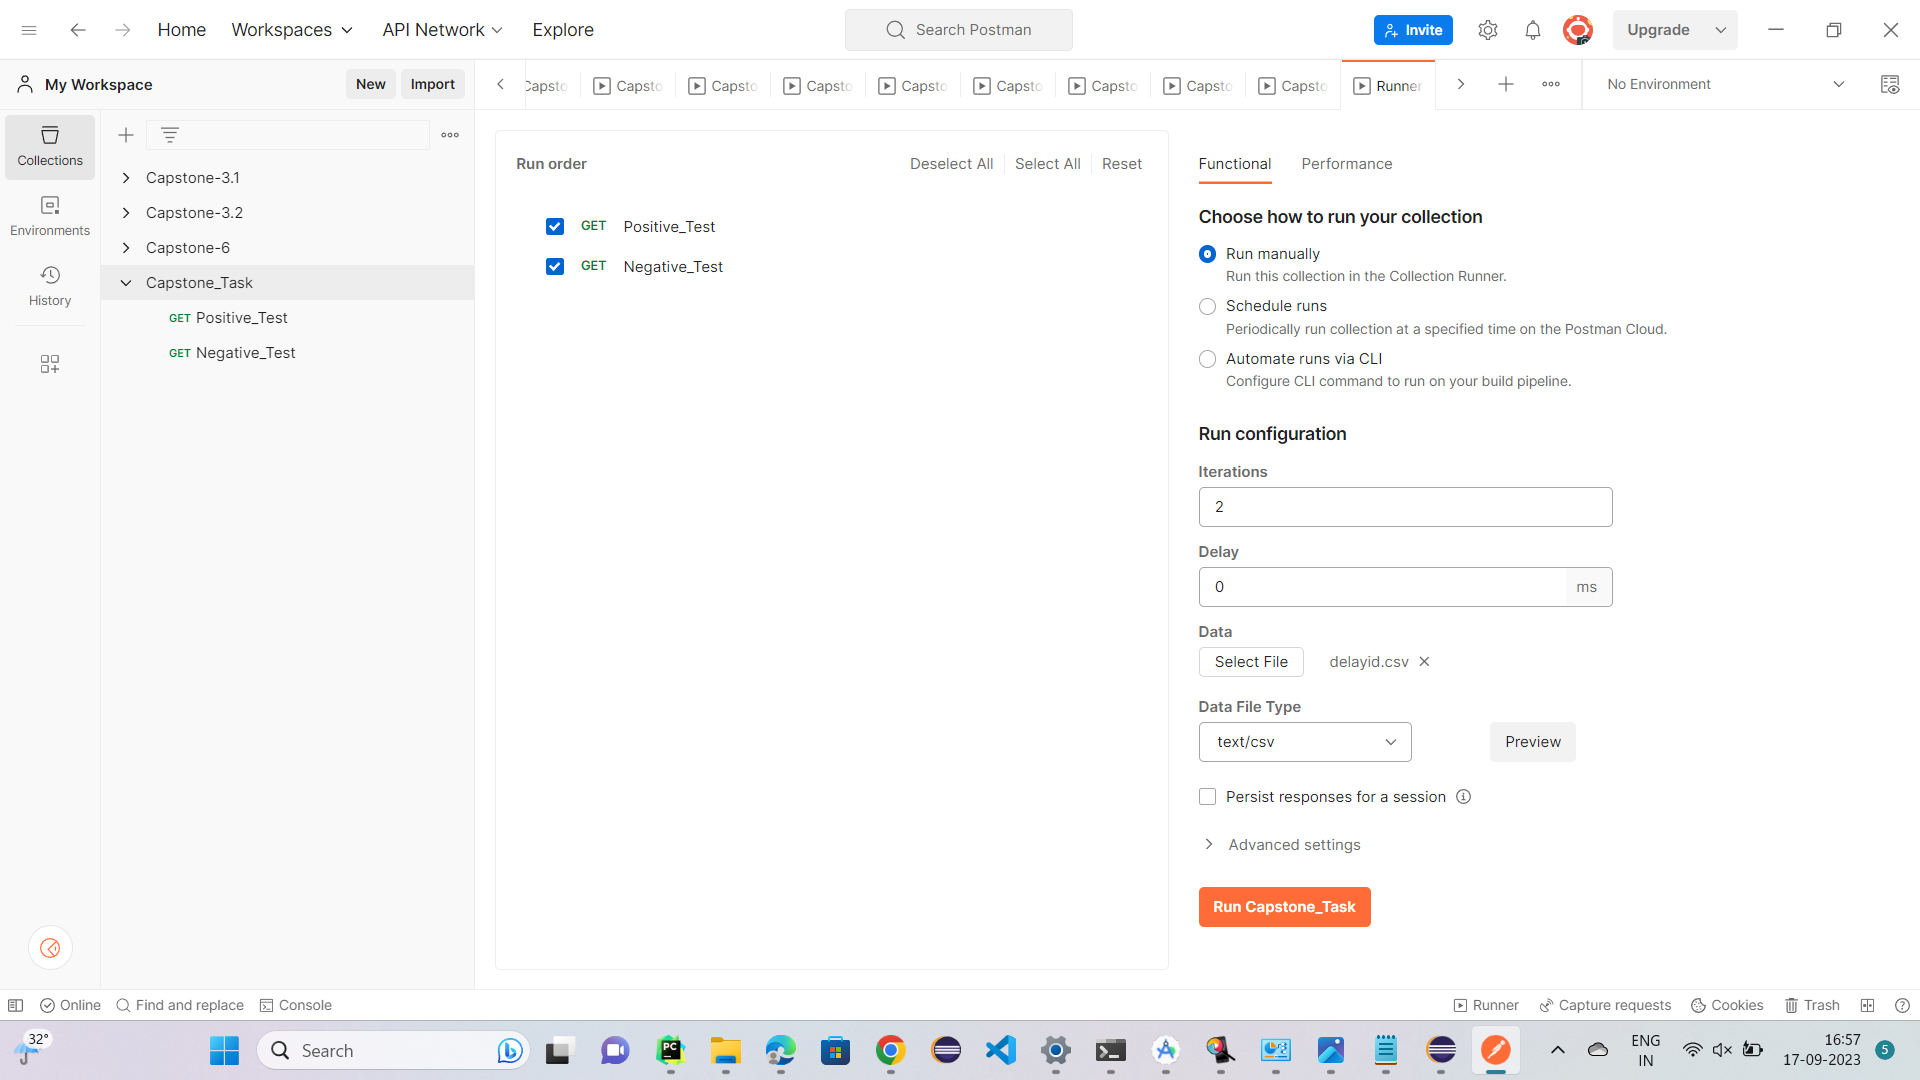 Home Workspaces API Network Explore Search Postman Invite Upgrade
My Workspace New Import Capsto Capsto Capsto Capsto Capsto Capsto Capsto Capsto Capsto Runner No Environment
Collections
Environments
History
Capstone-3.1
Capstone-3.2
Capstone-6
Capstone_Task
GET Positive_Test
GET Negative_Test
Run order Deselect All Select All Reset
GET Positive_Test
GET Negative_Test
Functional Performance
Choose how to run your collection
Run manually
Run this collection in the Collection Runner.
Schedule runs
Periodically run collection at a specified time on the Postman Cloud.
Automate runs via CLI
Configure CLI command to run on your build pipeline.
Run configuration
Iterations
2
Delay
0 ms
Data
Select File delayid.csv
Data File Type
text/csv Preview
Persist responses for a session
Advanced settings
Run Capstone_Task
Online Find and replace Console Runner Capture requests Cookies Trash
32° Search PC ENG 16:57
IN 17-09-2023 5